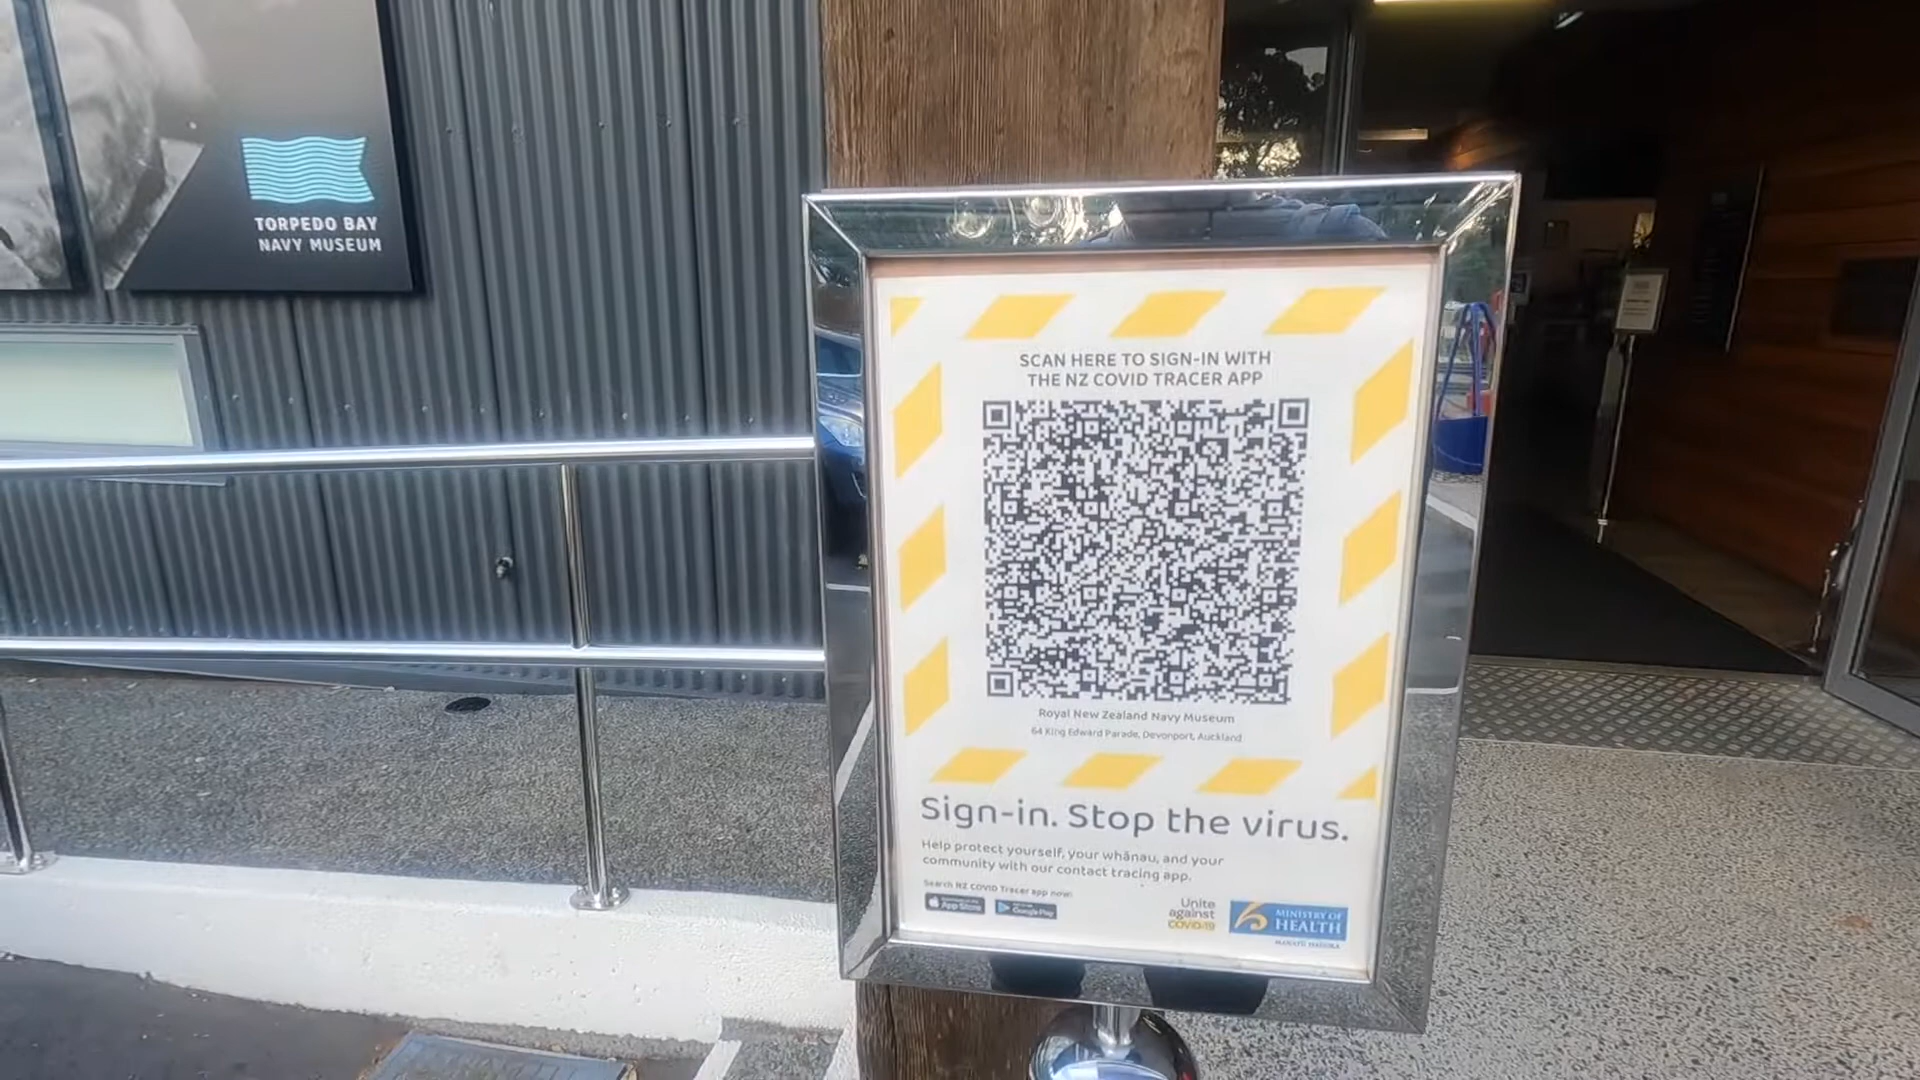 TORPEDO BAY
NAVY MUSEUM
SCAN HERE TO SIGN-IN WITH
THE NZ COVID TRACER APP
Royal New Zealand Navy Museum
64 King Edward Parade, Devonport, Auckland
Sign-in. Stop the virus.
Help protect yourself, your whānau, and your
community with our contact tracing app.
Search NZ COVID Tracer app now:
App Store
Google Play
Unite
against
COVID-19
MINISTRY OF
HEALTH
MANATŪ HAUORA